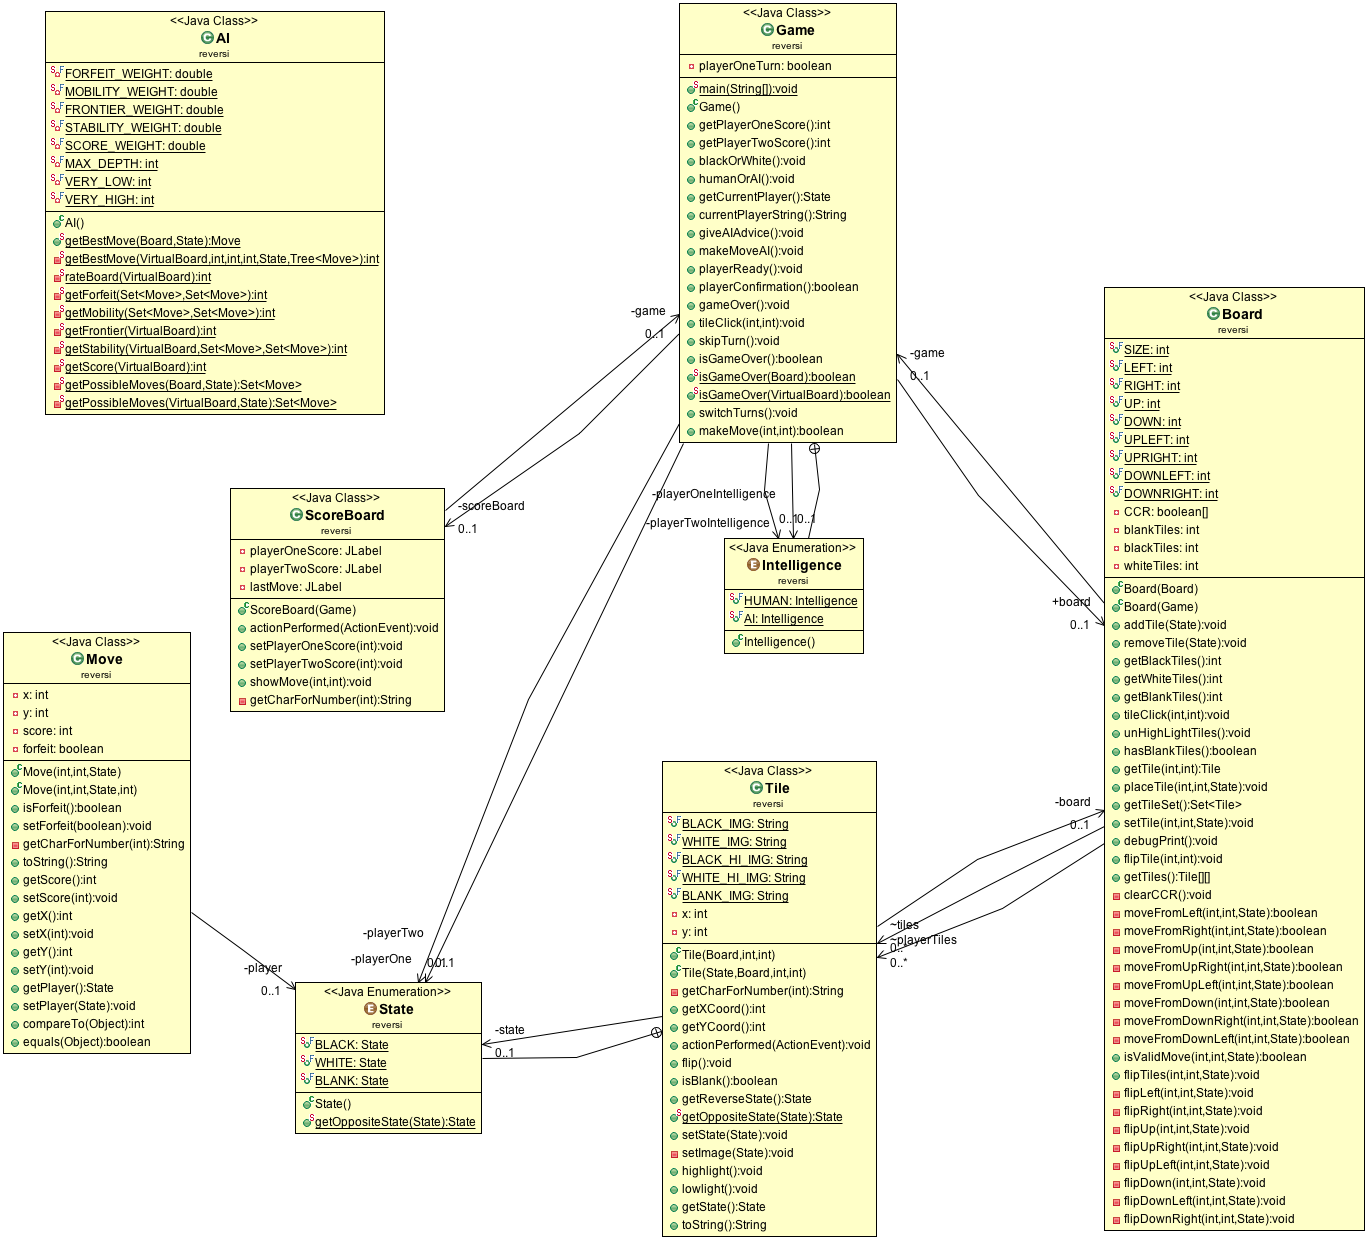 <<Java Class>>
AI
reversi
FORFEIT_WEIGHT: double
MOBILITY_WEIGHT: double
FRONTIER_WEIGHT: double
STABILITY_WEIGHT: double
SCORE_WEIGHT: double
MAX_DEPTH: int
VERY_LOW: int
VERY_HIGH: int
AI()
getBestMove(Board,State):Move
getBestMove(VirtualBoard,int,int,int,State,Tree<Move>):int
rateBoard(VirtualBoard):int
getForfeit(Set<Move>,Set<Move>):int
getMobility(Set<Move>,Set<Move>):int
getFrontier(VirtualBoard):int
getStability(VirtualBoard,Set<Move>,Set<Move>):int
getScore(VirtualBoard):int
getPossibleMoves(Board,State):Set<Move>
getPossibleMoves(VirtualBoard,State):Set<Move>
<<Java Class>>
Game
reversi
playerOneTurn: boolean
main(String[]):void
Game()
getPlayerOneScore():int
getPlayerTwoScore():int
blackOrWhite():void
humanOrAI():void
getCurrentPlayer():State
currentPlayerString():String
giveAIAdvice():void
makeMoveAI():void
playerReady():void
playerConfirmation():boolean
gameOver():void
tileClick(int,int):void
skipTurn():void
isGameOver():boolean
isGameOver(Board):boolean
isGameOver(VirtualBoard):boolean
switchTurns():void
makeMove(int,int):boolean
-game
0..1
-game
0..1
-scoreBoard
0..1
-playerOneIntelligence
-playerTwoIntelligence
0..1
0..1
+board
0..1
<<Java Class>>
ScoreBoard
reversi
playerOneScore: JLabel
playerTwoScore: JLabel
lastMove: JLabel
ScoreBoard(Game)
actionPerformed(ActionEvent):void
setPlayerOneScore(int):void
setPlayerTwoScore(int):void
showMove(int,int):void
getCharForNumber(int):String
<<Java Enumeration>>
Intelligence
reversi
HUMAN: Intelligence
AI: Intelligence
Intelligence()
<<Java Class>>
Board
reversi
SIZE: int
LEFT: int
RIGHT: int
UP: int
DOWN: int
UPLEFT: int
UPRIGHT: int
DOWNLEFT: int
DOWNRIGHT: int
CCR: boolean[]
blankTiles: int
blackTiles: int
whiteTiles: int
Board(Board)
Board(Game)
addTile(State):void
removeTile(State):void
getBlackTiles():int
getWhiteTiles():int
getBlankTiles():int
tileClick(int,int):void
unHighLightTiles():void
hasBlankTiles():boolean
getTile(int,int):Tile
placeTile(int,int,State):void
getTileSet():Set<Tile>
setTile(int,int,State):void
debugPrint():void
flipTile(int,int):void
getTiles():Tile[][]
clearCCR():void
moveFromLeft(int,int,State):boolean
moveFromRight(int,int,State):boolean
moveFromUp(int,int,State):boolean
moveFromUpRight(int,int,State):boolean
moveFromUpLeft(int,int,State):boolean
moveFromDown(int,int,State):boolean
moveFromDownRight(int,int,State):boolean
moveFromDownLeft(int,int,State):boolean
isValidMove(int,int,State):boolean
flipTiles(int,int,State):void
flipLeft(int,int,State):void
flipRight(int,int,State):void
flipUp(int,int,State):void
flipUpRight(int,int,State):void
flipUpLeft(int,int,State):void
flipDown(int,int,State):void
flipDownLeft(int,int,State):void
flipDownRight(int,int,State):void
<<Java Class>>
Move
reversi
x: int
y: int
score: int
forfeit: boolean
Move(int,int,State)
Move(int,int,State,int)
isForfeit():boolean
setForfeit(boolean):void
getCharForNumber(int):String
toString():String
getScore():int
setScore(int):void
getX():int
setX(int):void
getY():int
setY(int):void
getPlayer():State
setPlayer(State):void
compareTo(Object):int
equals(Object):boolean
-player
0..1
-playerTwo
-playerOne
0..1
<<Java Enumeration>>
State
reversi
BLACK: State
WHITE: State
BLANK: State
State()
getOppositeState(State):State
-state
0..1
<<Java Class>>
Tile
reversi
BLACK_IMG: String
WHITE_IMG: String
BLACK_HI_IMG: String
WHITE_HI_IMG: String
BLANK_IMG: String
x: int
y: int
Tile(Board,int,int)
Tile(State,Board,int,int)
getCharForNumber(int):String
getXCoord():int
getYCoord():int
actionPerformed(ActionEvent):void
flip():void
isBlank():boolean
getReverseState():State
getOppositeState(State):State
setState(State):void
setImage(State):void
highlight():void
lowlight():void
getState():State
toString():String
-board
0..1
~tiles
~playerTiles
0..*